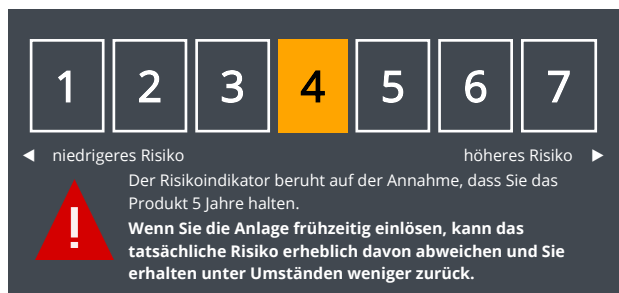 1 2 3 4 5 6 7
◄ niedrigeres Risiko höheres Risiko ►
Der Risikoindikator beruht auf der Annahme, dass Sie das
Produkt 5 Jahre halten.
!
Wenn Sie die Anlage frühzeitig einlösen, kann das
tatsächliche Risiko erheblich davon abweichen und Sie
erhalten unter Umständen weniger zurück.